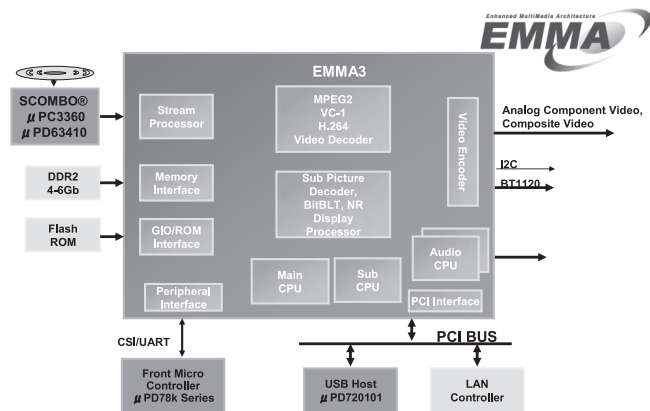 Enhanced MultiMedia Architecture
EMMA
EMMA3
SCOMBO®
μPC3360
μPD63410
DDR2
4-6Gb
Flash
ROM
Stream
Processor
Memory
Interface
GIO/ROM
Interface
Peripheral
Interface
MPEG2
VC-1
H.264
Video Decoder
Sub Picture
Decoder,
BitBLT, NR
Display
Processor
Main
CPU
Sub
CPU
Video Encoder
Audio
CPU
PCI Interface
Analog Component Video,
Composite Video
I2C
BT1120
CSI/UART
PCI BUS
Front Micro
Controller
μPD78k Series
USB Host
μPD720101
LAN
Controller